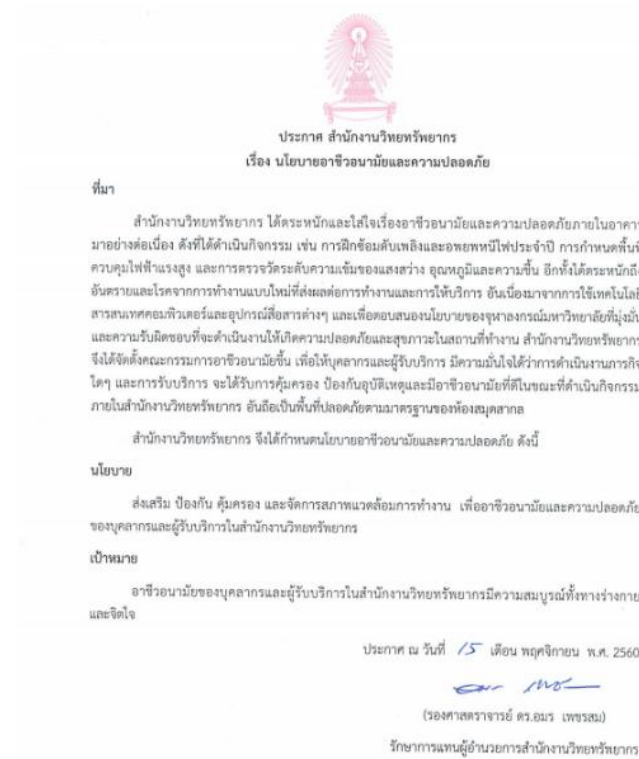 ประกาศ สำนักงานวิทยทรัพยากร
เรื่อง นโยบายอาชีวอนามัยและความปลอดภัย
ที่มา
สำนักงานวิทยทรัพยากร ได้ตระหนักและใส่ใจเรื่องอาชีวอนามัยและความปลอดภัยภายในอาคาร
มาอย่างต่อเนื่อง ดังที่ได้ดำเนินกิจกรรม เช่น การฝึกซ้อมดับเพลิงและอพยพหนีไฟประจำปี การกำหนดพื้นที่
ควบคุมไฟฟ้าแรงสูง และการตรวจวัดระดับความเข้มของแสงสว่าง อุณหภูมิและความชื้น อีกทั้งได้ตระหนักถึง
อันตรายและโรคจากการทำงานแบบใหม่ที่ส่งผลต่อการทำงานและการให้บริการ อันเนื่องมาจากการใช้เทคโนโลยี
สารสนเทศคอมพิวเตอร์และอุปกรณ์สื่อสารต่างๆ และเพื่อตอบสนองนโยบายของจุฬาลงกรณ์มหาวิทยาลัยที่มุ่งมั่น
และความรับผิดชอบที่จะดำเนินงานให้เกิดความปลอดภัยและสุขภาวะในสถานที่ทำงาน สำนักงานวิทยทรัพยากร
จึงได้จัดตั้งคณะกรรมการอาชีวอนามัยขึ้น เพื่อให้บุคลากรและผู้รับบริการ มีความมั่นใจได้ว่าการดำเนินงานภารกิจ
ใดๆ และการรับบริการ จะได้รับการคุ้มครอง ป้องกันอุบัติเหตุและมีอาชีวอนามัยที่ดีในขณะที่ดำเนินกิจกรรม
ภายในสำนักงานวิทยทรัพยากร อันถือเป็นพื้นที่ปลอดภัยตามมาตรฐานของห้องสมุดสากล
สำนักงานวิทยทรัพยากร จึงได้กำหนดนโยบายอาชีวอนามัยและความปลอดภัย ดังนี้
นโยบาย
ส่งเสริม ป้องกัน คุ้มครอง และจัดการสภาพแวดล้อมการทำงาน เพื่ออาชีวอนามัยและความปลอดภัย
ของบุคลากรและผู้รับบริการในสำนักงานวิทยทรัพยากร
เป้าหมาย
อาชีวอนามัยของบุคลากรและผู้รับบริการในสำนักงานวิทยทรัพยากรมีความสมบูรณ์ทั้งทางร่างกาย
และจิตใจ
ประกาศ ณ วันที่ 15 เดือน พฤศจิกายน พ.ศ. 2560
(รองศาสตราจารย์ ดร.อมร เพชรสม)
รักษาการแทนผู้อำนวยการสำนักงานวิทยทรัพยากร